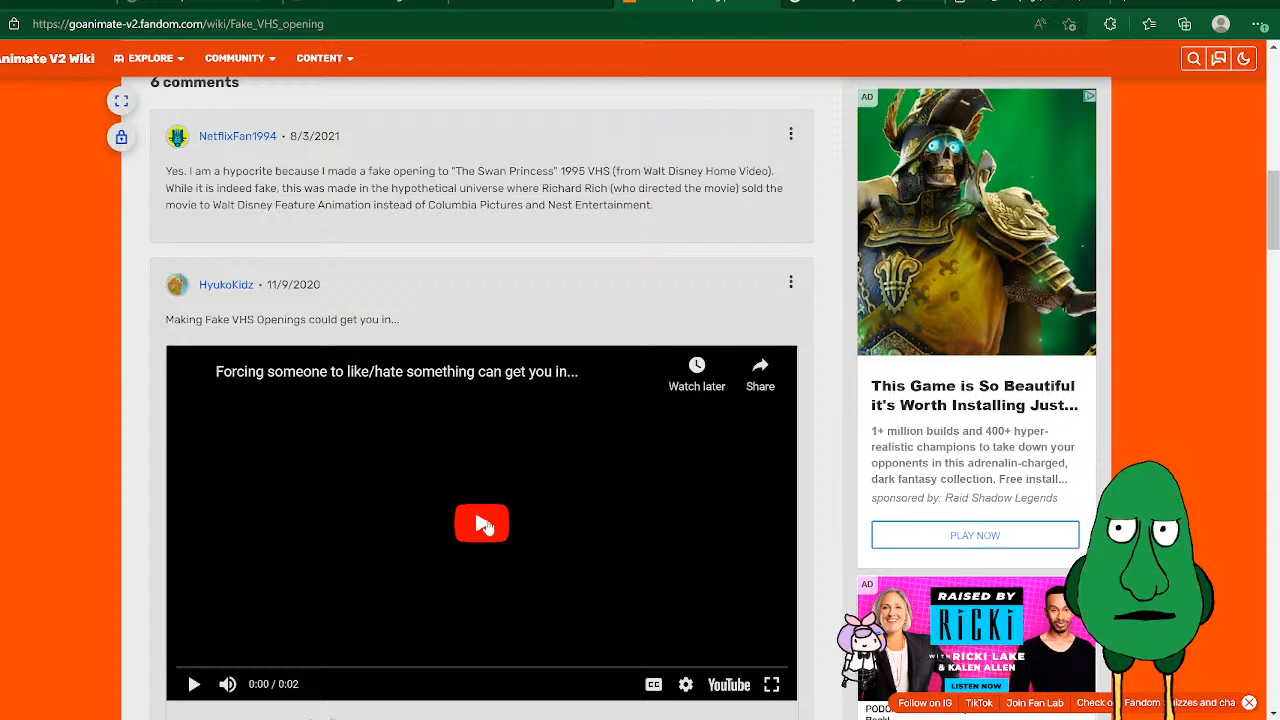 https://goanimate-v2.fandom.com/wiki/Fake_VHS_opening
Animate V2 Wiki
EXPLORE
COMMUNITY
CONTENT
6 comments
NetflixFan1994 • 8/3/2021
Yes. I am a hypcrite because I made a fake opening to "The Swan Princess" 1995 VHS (from Walt Disney Home Video).
While it is indeed fake, this was made in the hypothetical universe where Richard Rich (who directed the movie) sold the
movie to Walt Disney Feature Animation instead of Columbia Pictures and Nest Entertainment.
HyukoKidz • 11/9/2020
Making Fake VHS Openings could get you in...
Forcing someone to like/hate something can get you in...
Watch later
Share
0:00 / 0:02
CC
YouTube
AD
This Game is So Beautiful
it's Worth Installing Just...
1+ million builds and 400+ hyper-
realistic champions to take down your
opponents in this adrenalin-charged,
dark fantasy collection. Free install...
sponsored by: Raid Shadow Legends
PLAY NOW
AD
RAISED BY
RICKI
WITH RICKI LAKE
& KALEN ALLEN
LISTEN NOW
Follow on IG
TikTok
Join Fan Lab
Check o
Fandom
izzes and cha